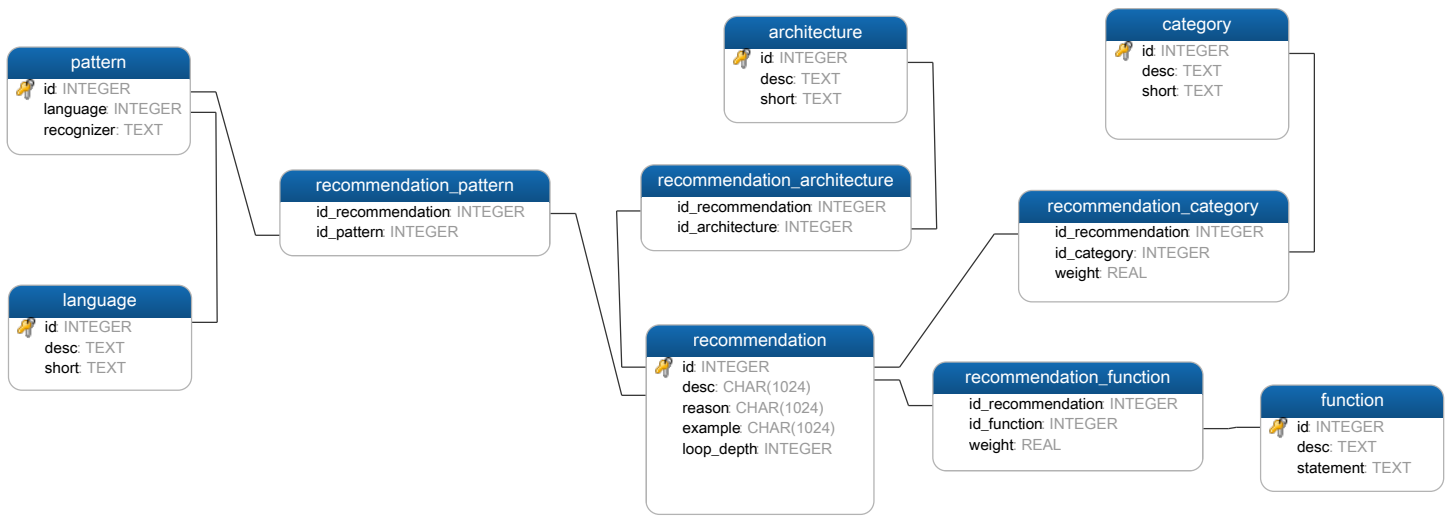 pattern
id: INTEGER
language: INTEGER
recognizer: TEXT
language
id: INTEGER
desc: TEXT
short: TEXT
recommendation_pattern
id_recommendation: INTEGER
id_pattern: INTEGER
architecture
id: INTEGER
desc: TEXT
short: TEXT
recommendation_architecture
id_recommendation: INTEGER
id_architecture: INTEGER
recommendation
id: INTEGER
desc: CHAR(1024)
reason: CHAR(1024)
example: CHAR(1024)
loop_depth: INTEGER
category
id: INTEGER
desc: TEXT
short: TEXT
recommendation_category
id_recommendation: INTEGER
id_category: INTEGER
weight: REAL
recommendation_function
id_recommendation: INTEGER
id_function: INTEGER
weight: REAL
function
id: INTEGER
desc: TEXT
statement: TEXT